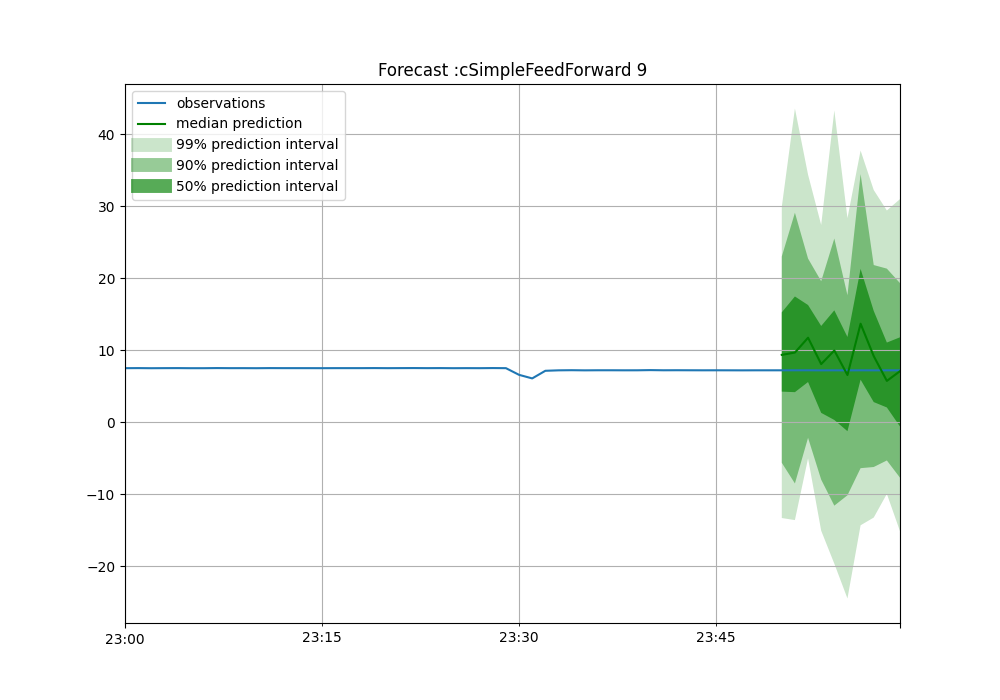 Forecast :cSimpleFeedForward 9
observations
median prediction
99% prediction interval
90% prediction interval
50% prediction interval
40
30
20
10
0
−10
−20
23:00
23:15
23:30
23:45